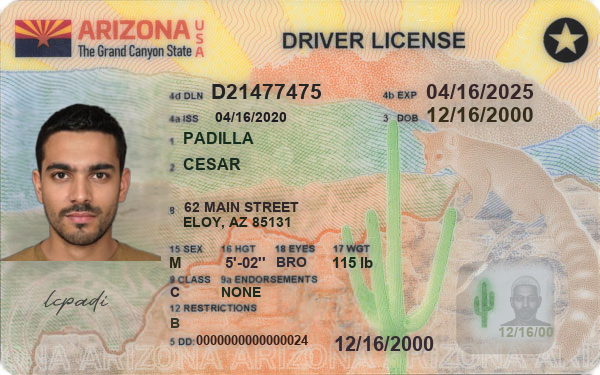 ARIZONA USA
The Grand Canyon State
DRIVER LICENSE
4d DLN D21477475
4b EXP 04/16/2025
4a ISS 04/16/2020
3 DOB 12/16/2000
1 PADILLA
2 CESAR
8 62 MAIN STREET
ELOY, AZ 85131
15 SEX 16 HGT 18 EYES 17 WGT
M 5'-02" BRO 115 lb
9 CLASS 9a ENDORSEMENTS
C NONE
12 RESTRICTIONS
B
lcpadi
5 DD: 0000000000000024
12/16/2000
12/16/00
ONA ARIZONA ARIZONA ARIZONA ARIZONA ARIZ